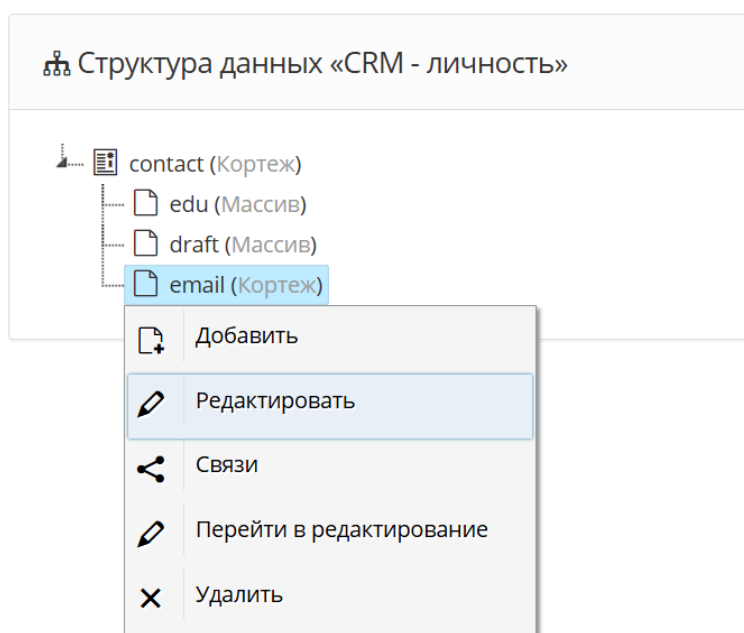 Структура данных «CRM - личность»
contact (Кортеж)
edu (Массив)
draft (Массив)
email (Кортеж)
Добавить
Редактировать
Связи
Перейти в редактирование
Удалить